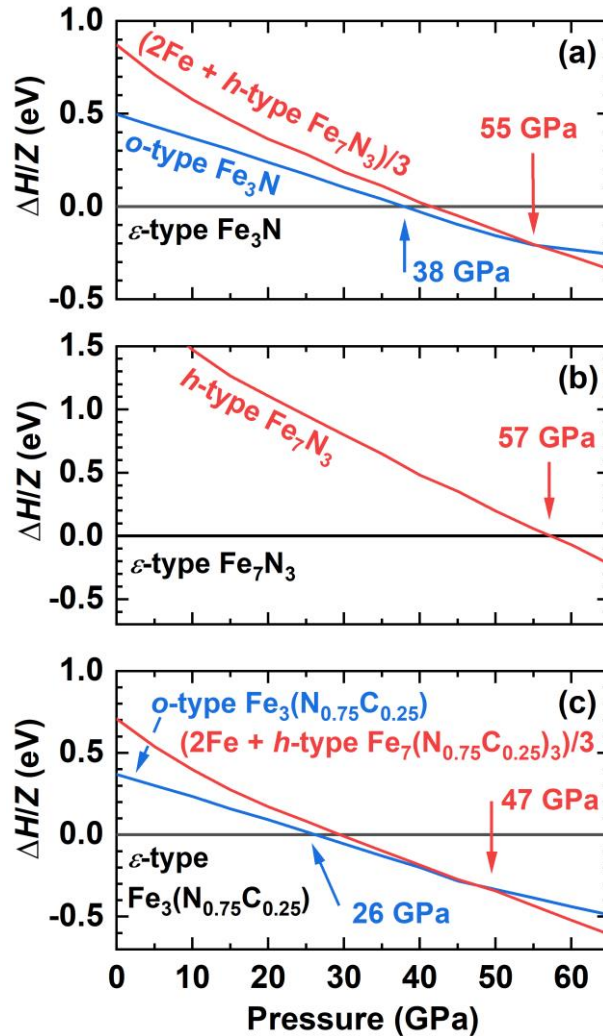 1.0
0.5
0.0
-0.5
ΔH/Z (eV)
(a)
(2Fe + h-type Fe₇N₃)/3
o-type Fe₃N
ε-type Fe₃N
55 GPa
38 GPa
1.5
1.0
0.5
0.0
-0.5
ΔH/Z (eV)
(b)
h-type Fe₇N₃
57 GPa
ε-type Fe₇N₃
1.0
0.5
0.0
-0.5
ΔH/Z (eV)
(c)
o-type Fe₃(N₀.₇₅C₀.₂₅)
(2Fe + h-type Fe₇(N₀.₇₅C₀.₂₅)₃)/3
47 GPa
ε-type
Fe₃(N₀.₇₅C₀.₂₅)
26 GPa
0 10 20 30 40 50 60
Pressure (GPa)